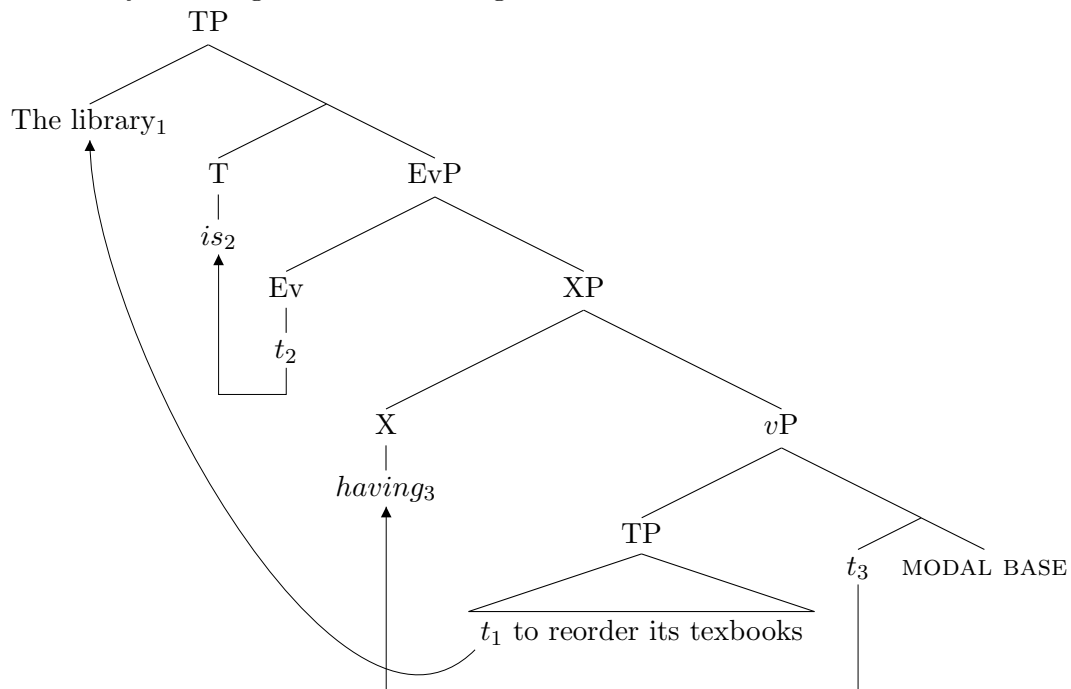 TP
The library₁
T EvP
is₂
Ev XP
t₂
X vP
having₃
TP
t₃ MODAL BASE
t₁ to reorder its texbooks